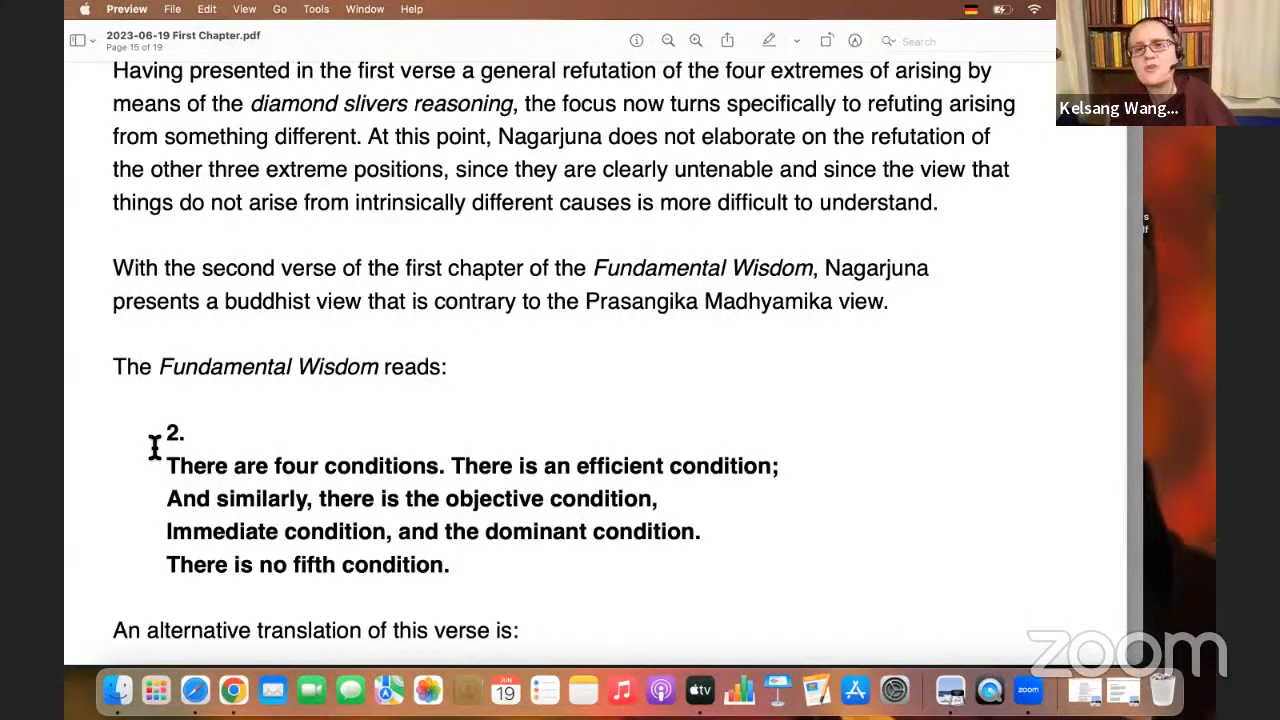 Preview File Edit View Go Tools Window Help
2023-06-19 First Chapter.pdf
Page 15 of 19
Search
Kelsang Wang...
Having presented in the first verse a general refutation of the four extremes of arising by
means of the diamond slivers reasoning, the focus now turns specifically to refuting arising
from something different. At this point, Nagarjuna does not elaborate on the refutation of
the other three extreme positions, since they are clearly untenable and since the view that
things do not arise from intrinsically different causes is more difficult to understand.
With the second verse of the first chapter of the Fundamental Wisdom, Nagarjuna
presents a buddhist view that is contrary to the Prasangika Madhyamika view.
The Fundamental Wisdom reads:
2.
There are four conditions. There is an efficient condition;
And similarly, there is the objective condition,
Immediate condition, and the dominant condition.
There is no fifth condition.
An alternative translation of this verse is:
zoom
JUN
19
tv
zoom